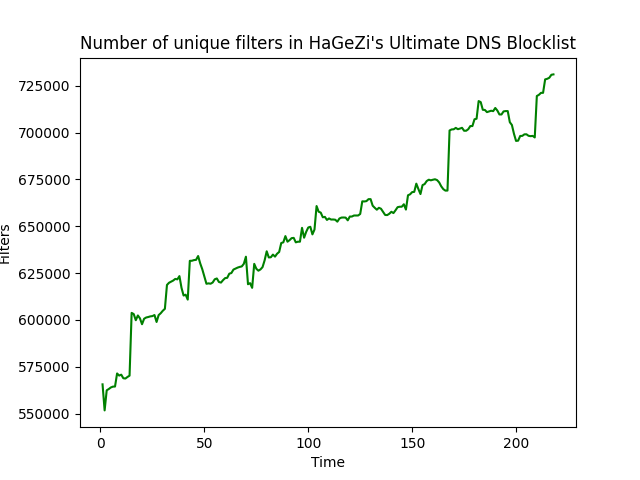 Number of unique filters in HaGeZi's Ultimate DNS Blocklist
725000
700000
675000
650000
625000
600000
575000
550000
Filters
0 50 100 150 200
Time